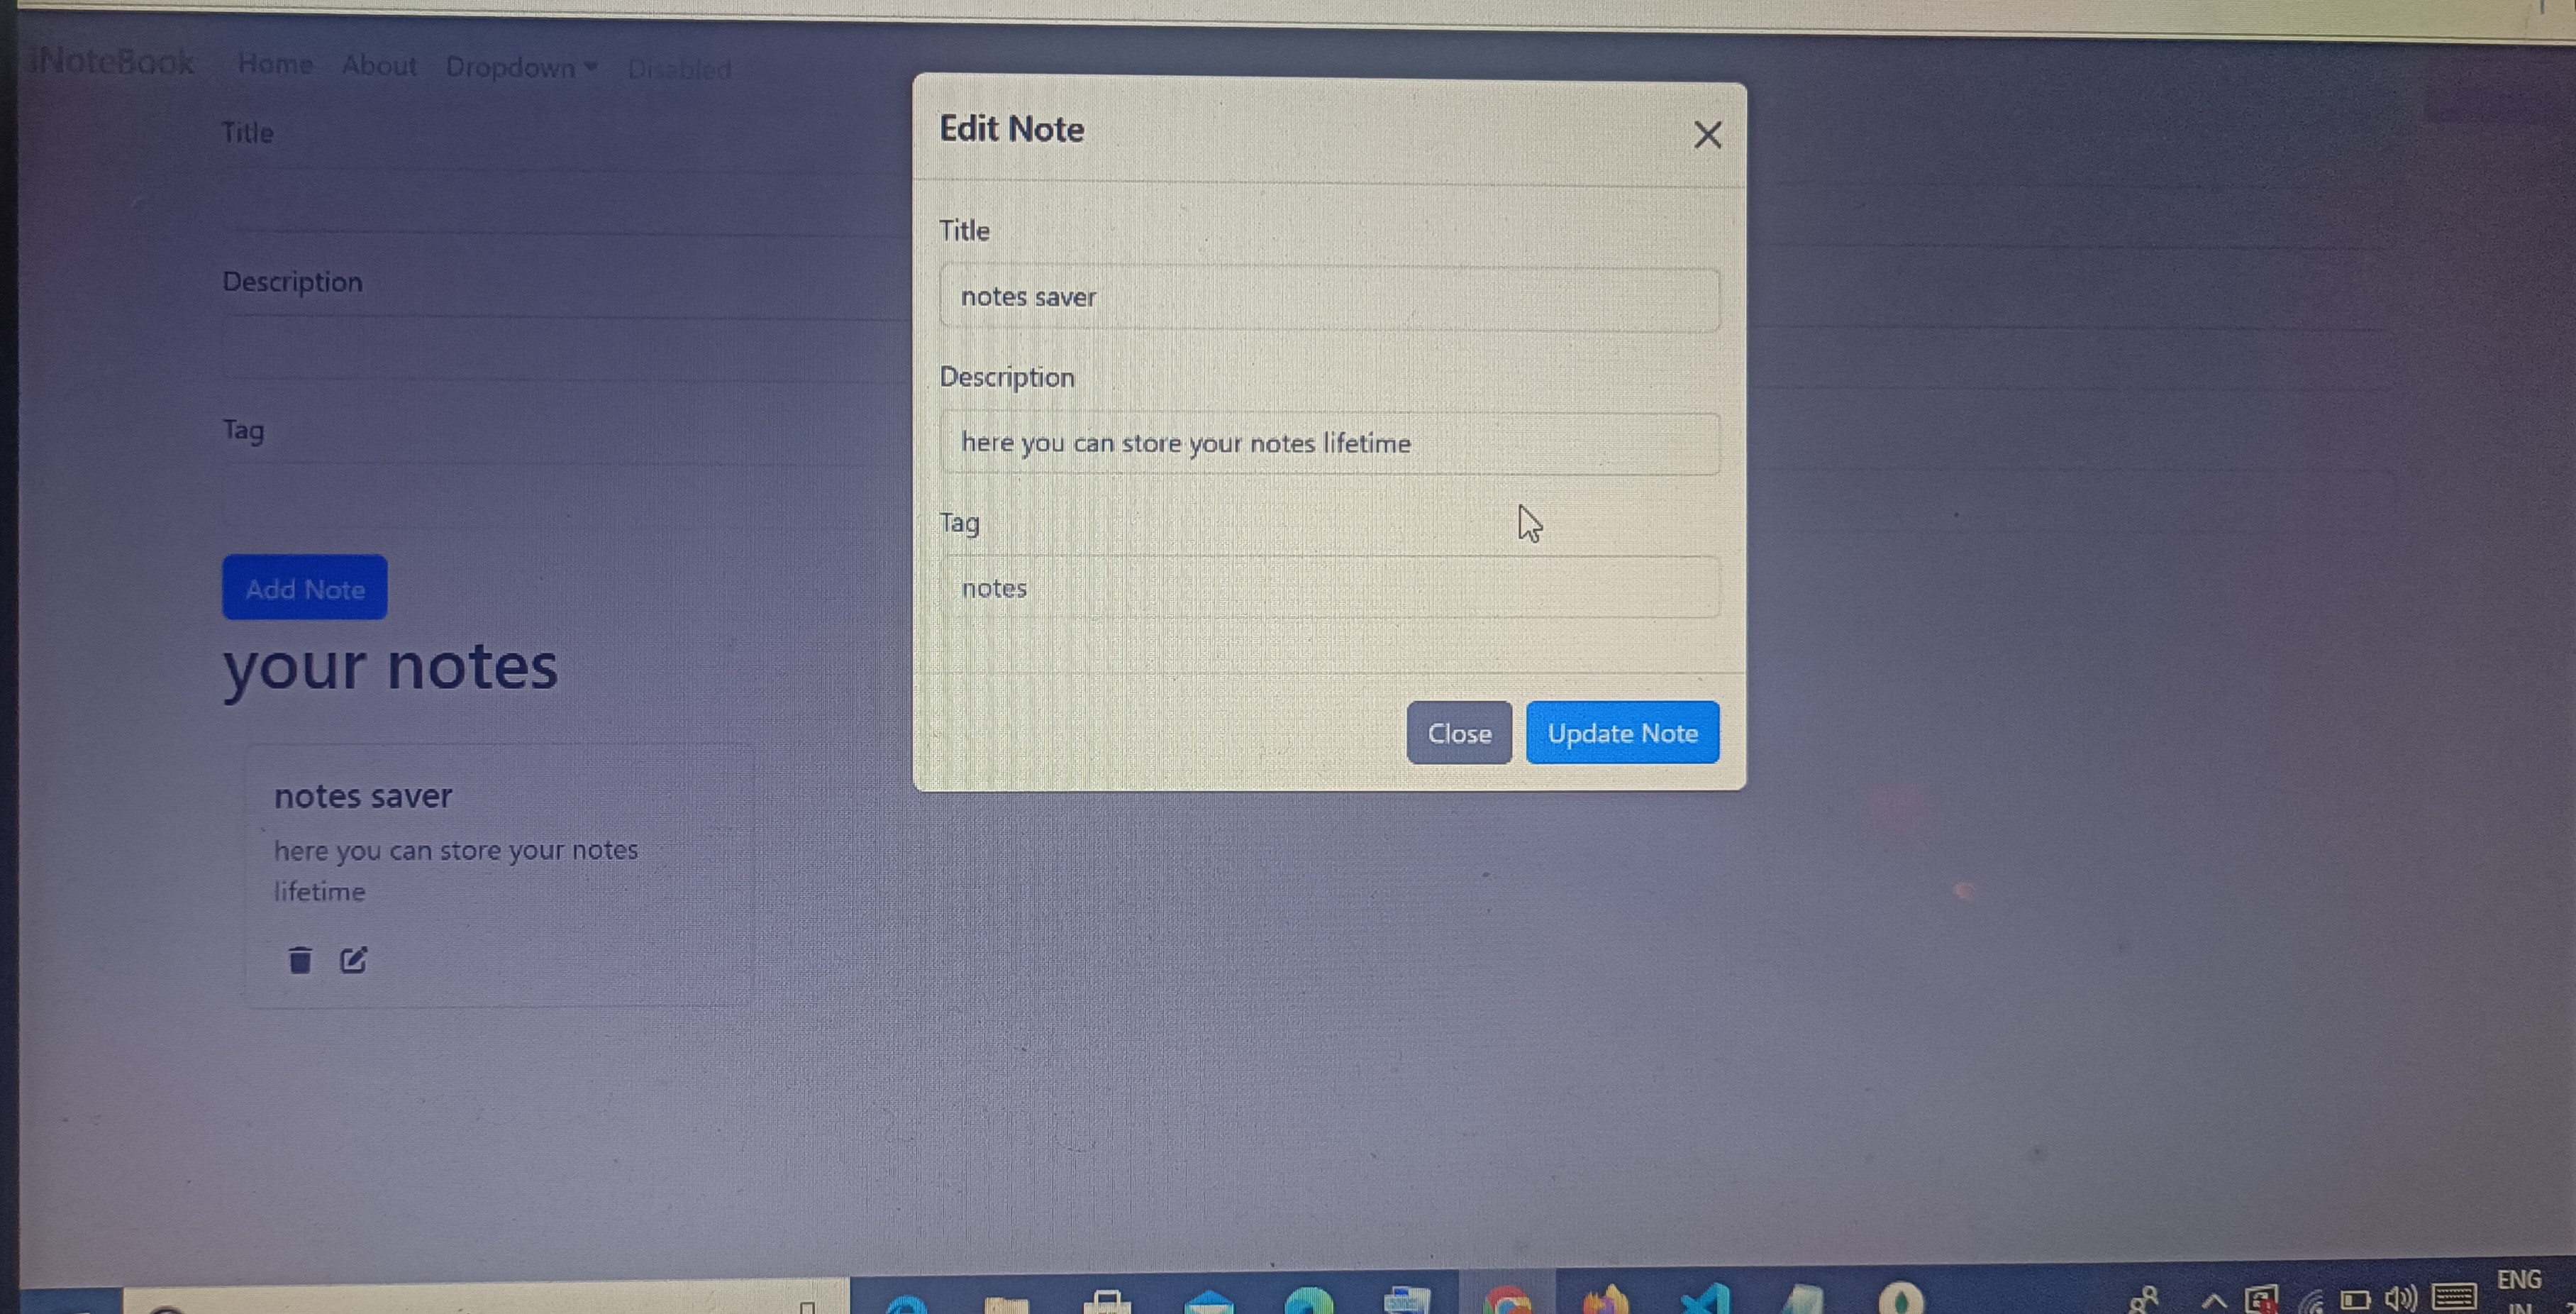 iNoteBook Home About Dropdown Disabled
Title
Description
Tag
Add Note
your notes
notes saver
here you can store your notes
lifetime
Edit Note
Title
notes saver
Description
here you can store your notes lifetime
Tag
notes
Close Update Note
ENG